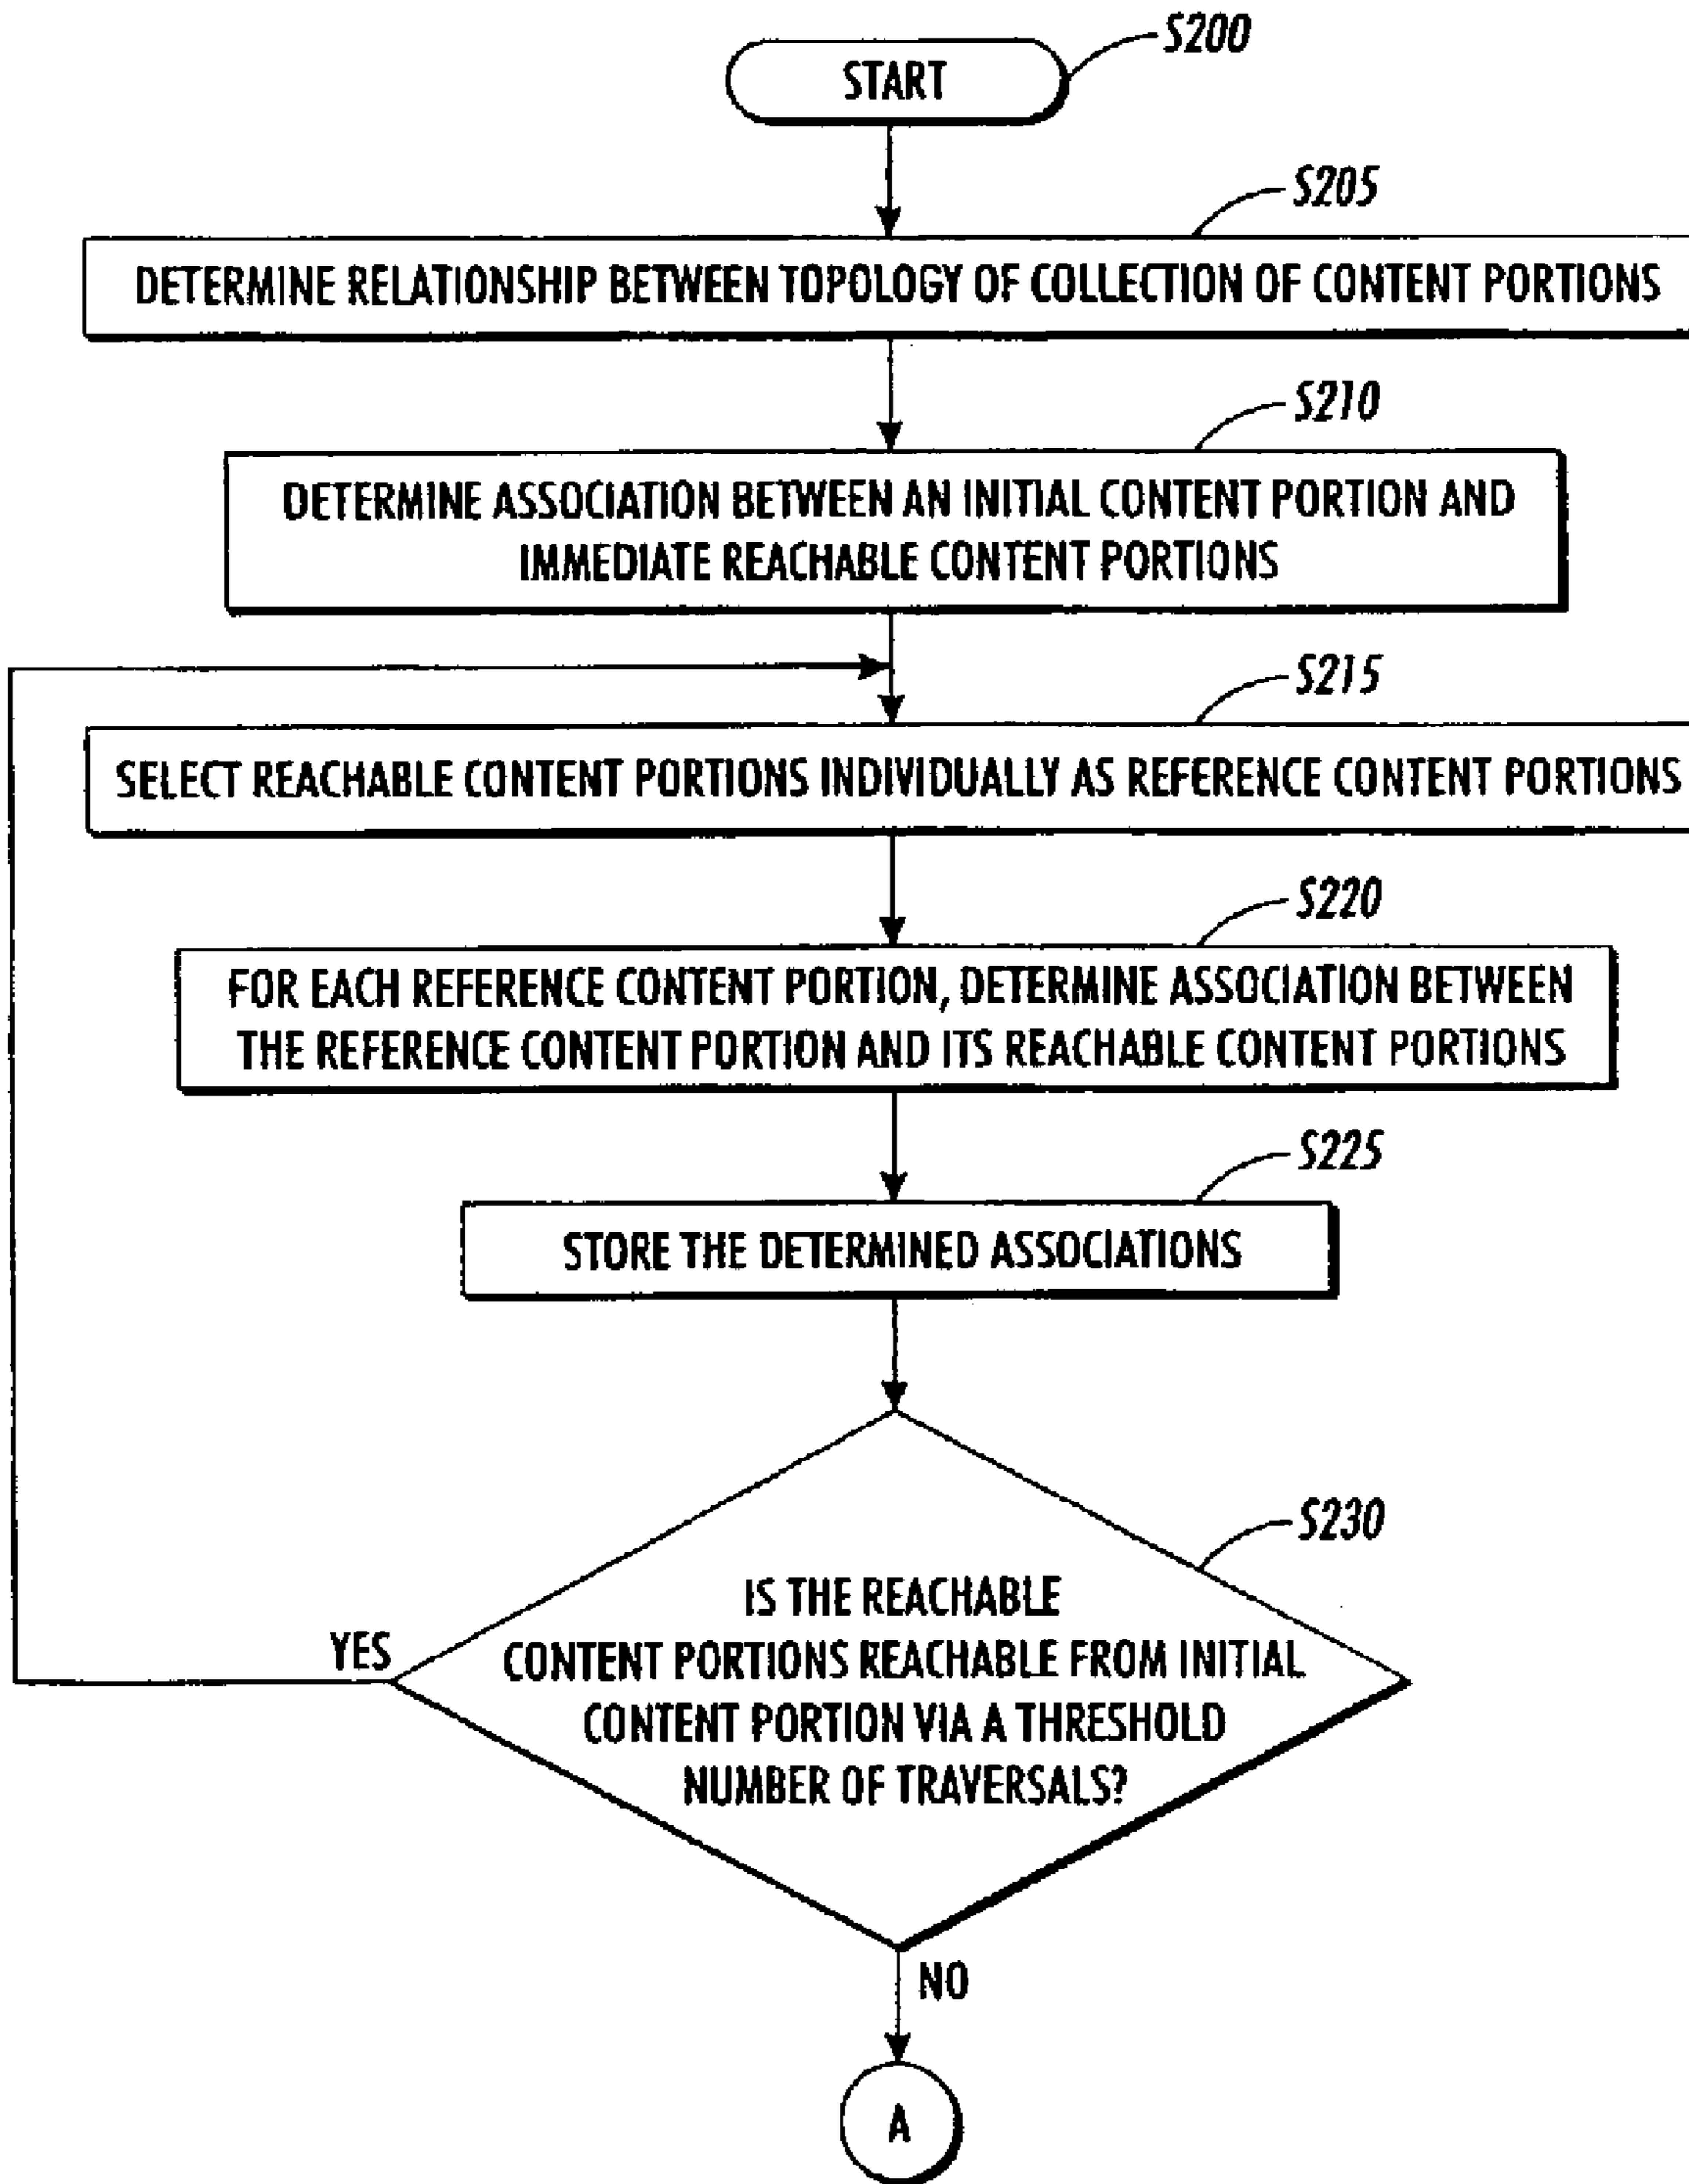 S200
START
S205
DETERMINE RELATIONSHIP BETWEEN TOPOLOGY OF COLLECTION OF CONTENT PORTIONS
S210
DETERMINE ASSOCIATION BETWEEN AN INITIAL CONTENT PORTION AND
IMMEDIATE REACHABLE CONTENT PORTIONS
S215
SELECT REACHABLE CONTENT PORTIONS INDIVIDUALLY AS REFERENCE CONTENT PORTIONS
S220
FOR EACH REFERENCE CONTENT PORTION, DETERMINE ASSOCIATION BETWEEN
THE REFERENCE CONTENT PORTION AND ITS REACHABLE CONTENT PORTIONS
S225
STORE THE DETERMINED ASSOCIATIONS
S230
IS THE REACHABLE
CONTENT PORTIONS REACHABLE FROM INITIAL
CONTENT PORTION VIA A THRESHOLD
NUMBER OF TRAVERSALS?
YES
NO
A